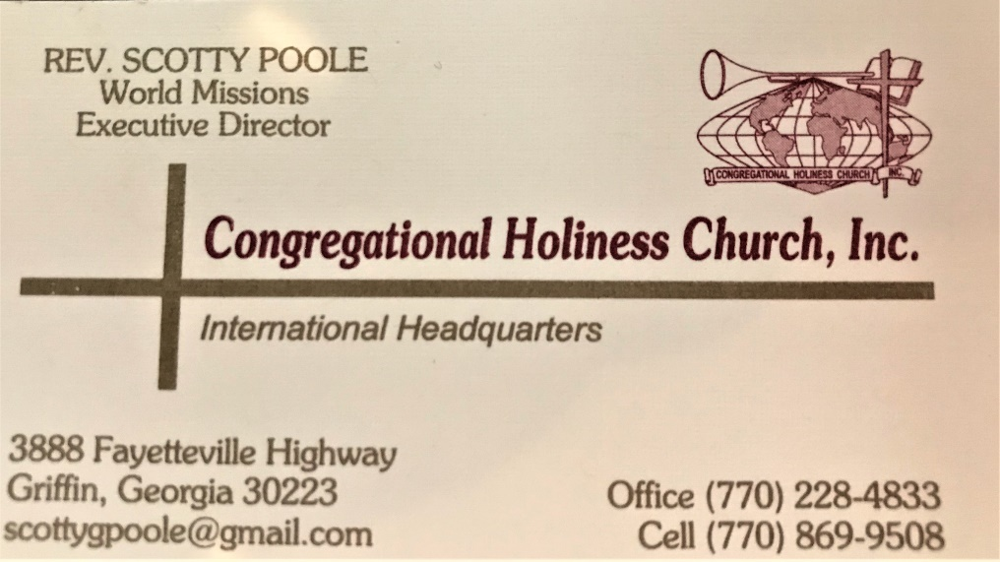 REV. SCOTTY POOLE
World Missions
Executive Director
CONGREGATIONAL HOLINESS CHURCH, INC.
Congregational Holiness Church, Inc.
International Headquarters
3888 Fayetteville Highway
Griffin, Georgia 30223
scottygpoole@gmail.com
Office (770) 228-4833
Cell (770) 869-9508